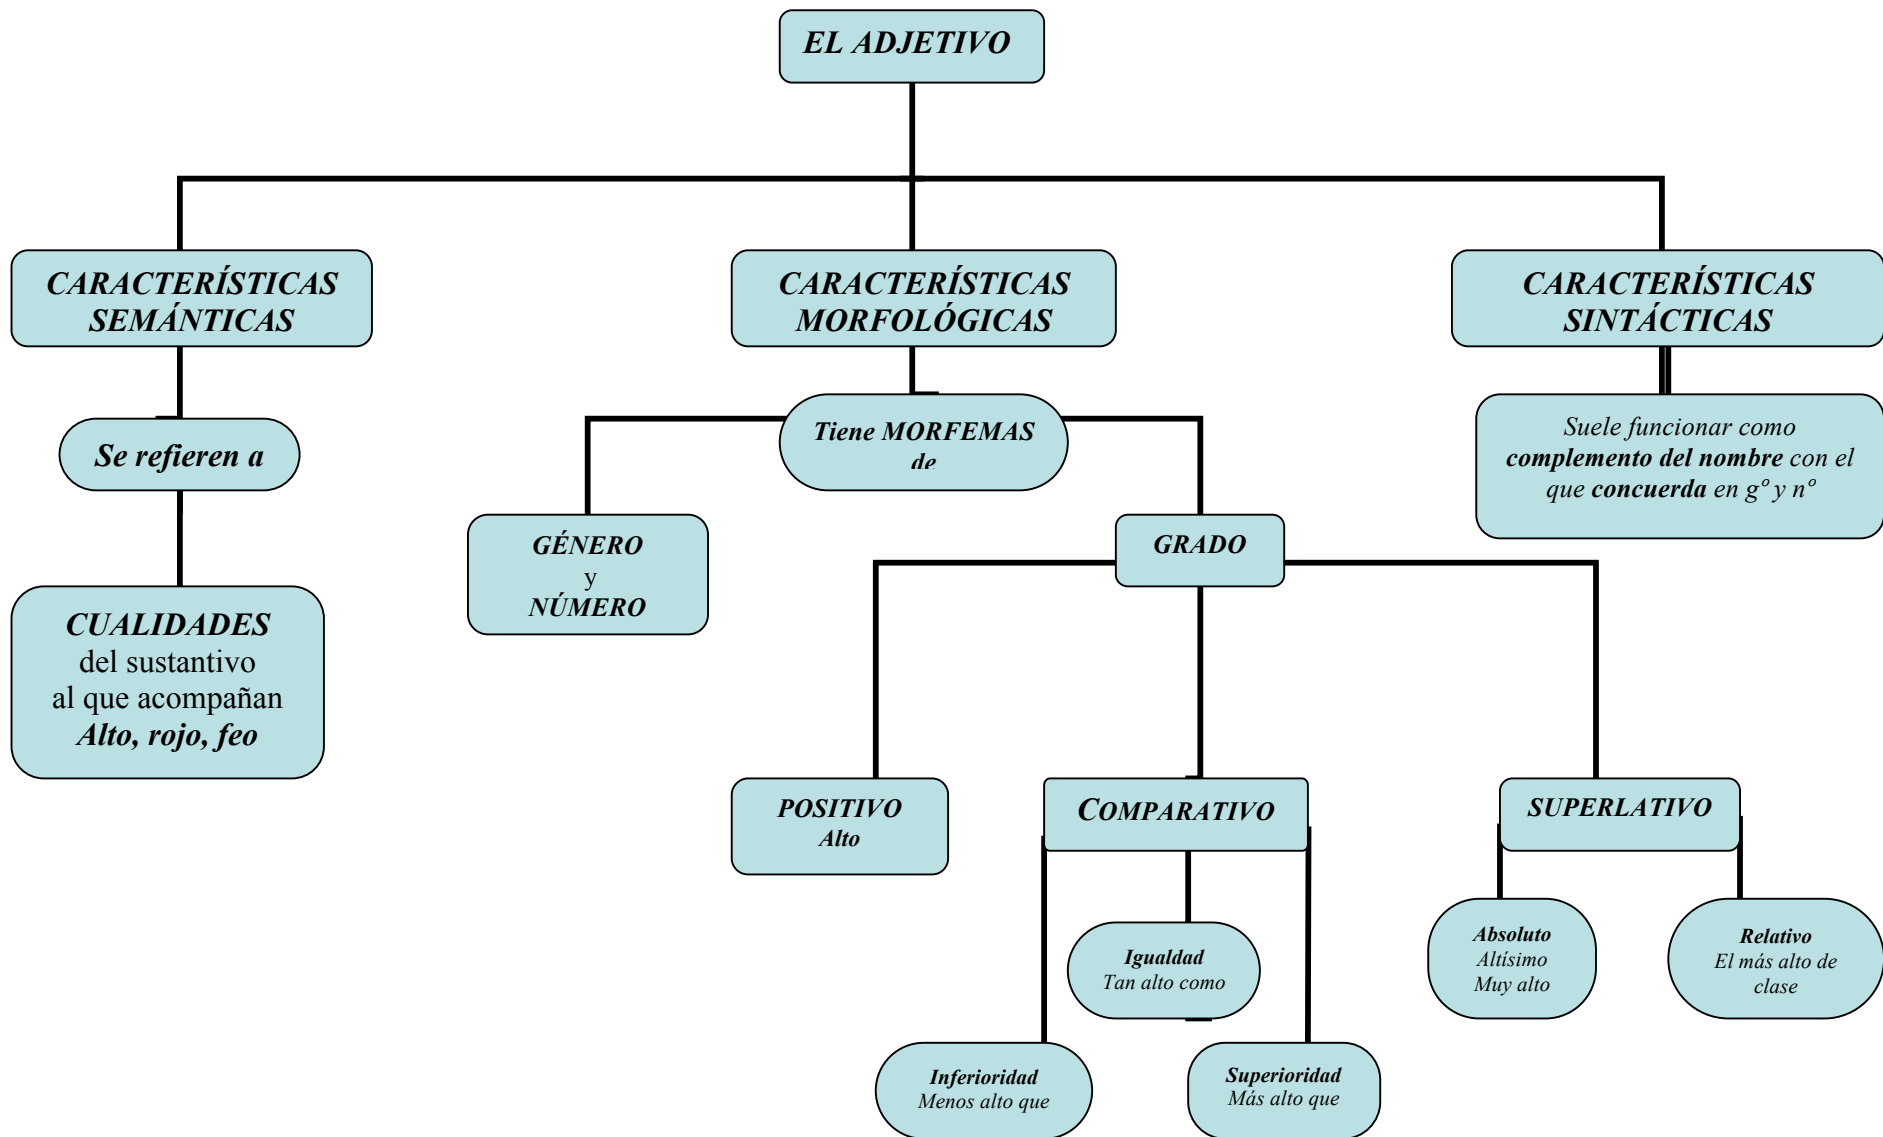 EL ADJETIVO
CARACTERÍSTICAS
SEMÁNTICAS
CARACTERÍSTICAS
MORFOLÓGICAS
CARACTERÍSTICAS
SINTÁCTICAS
Se refieren a
Tiene MORFEMAS
de
Suele funcionar como
complemento del nombre con el
que concuerda en gº y nº
GÉNERO
y
NÚMERO
GRADO
CUALIDADES
del sustantivo
al que acompañan
Alto, rojo, feo
POSITIVO
Alto
COMPARATIVO
SUPERLATIVO
Igualdad
Tan alto como
Absoluto
Altísimo
Muy alto
Relativo
El más alto de
clase
Inferioridad
Menos alto que
Superioridad
Más alto que